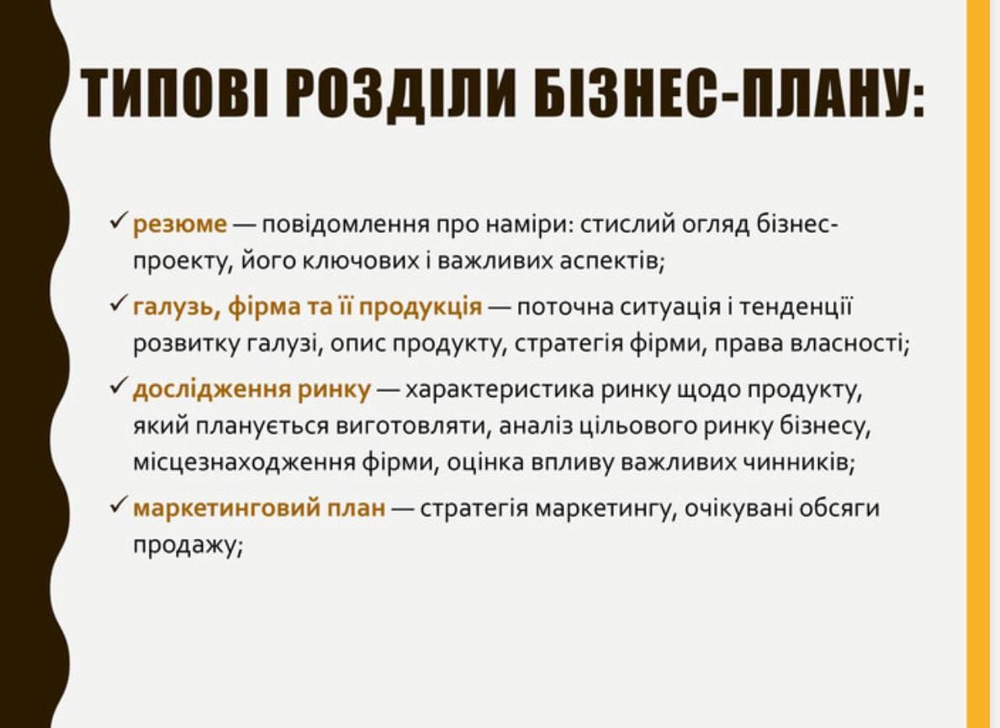 ТИПОВІ РОЗДІЛИ БІЗНЕС-ПЛАНУ:
✓резюме — повідомлення про наміри: стислий огляд бізнес-
проекту, його ключових і важливих аспектів;
✓галузь, фірма та її продукція — поточна ситуація і тенденції
розвитку галузі, опис продукту, стратегія фірми, права власності;
✓дослідження ринку — характеристика ринку щодо продукту,
який планується виготовляти, аналіз цільового ринку бізнесу,
місцезнаходження фірми, оцінка впливу важливих чинників;
✓маркетинговий план — стратегія маркетингу, очікувані обсяги
продажу;